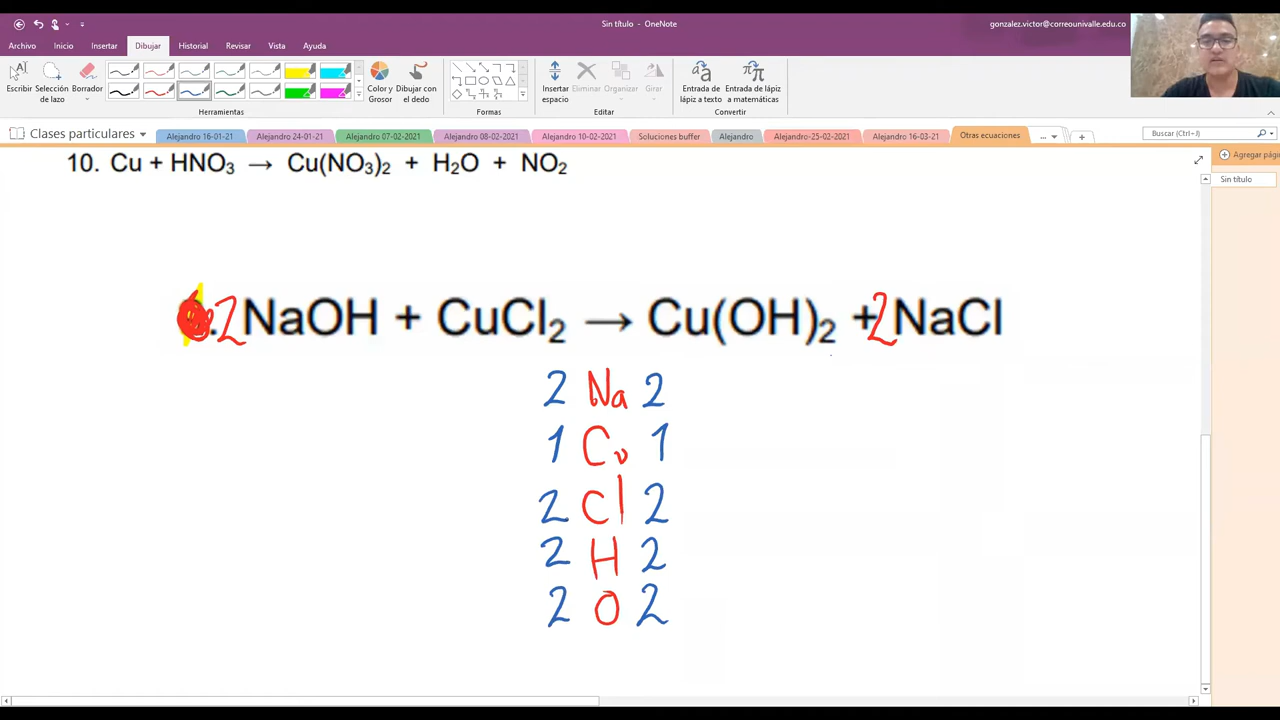 Sin título - OneNote
gonzalez.victor@correounivalle.edu.co
Archivo Inicio Insertar Dibujar Historial Revisar Vista Ayuda
Escribir Selección de lazo Borrador Color y Grosor Dibujar con el dedo Insertar espacio Eliminar Organizar Girar Entrada de lápiz a texto Entrada de lápiz a matemáticas
Herramientas Formas Editar Convertir
Clases particulares Alejandro 16-01-21 Alejandro 24-01-21 Alejandro 07-02-2021 Alejandro 08-02-2021 Alejandro 10-02-2021 Soluciones buffer Alejandro Alejandro-25-02-2021 Alejandro 16-03-21 Otras ecuaciones ... Buscar (Ctrl+J)
Agregar pági
Sin título
10. Cu + HNO₃ → Cu(NO₃)₂ + H₂O + NO₂
. 2 NaOH + CuCl₂ → Cu(OH)₂ + 2 NaCl
2 Na 2
1 Cu 1
2 Cl 2
2 H 2
2 O 2